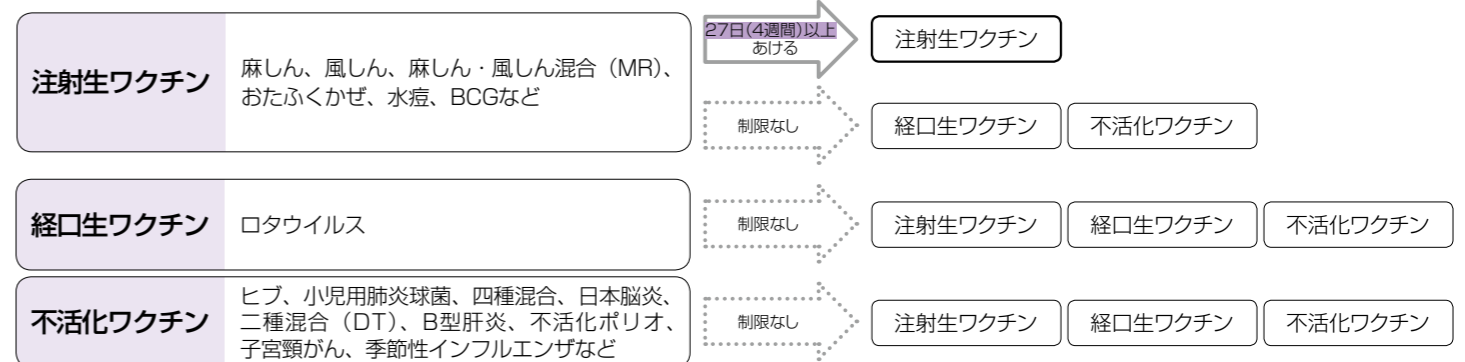 注射生ワクチン
麻しん、風しん、麻しん・風しん混合（MR）、
おたふくかぜ、水痘、BCGなど
27日(4週間)以上
あける
注射生ワクチン
制限なし
経口生ワクチン
不活化ワクチン
経口生ワクチン
ロタウイルス
制限なし
注射生ワクチン
経口生ワクチン
不活化ワクチン
不活化ワクチン
ヒブ、小児用肺炎球菌、四種混合、日本脳炎、
二種混合（DT）、B型肝炎、不活化ポリオ、
子宮頸がん、季節性インフルエンザなど
制限なし
注射生ワクチン
経口生ワクチン
不活化ワクチン